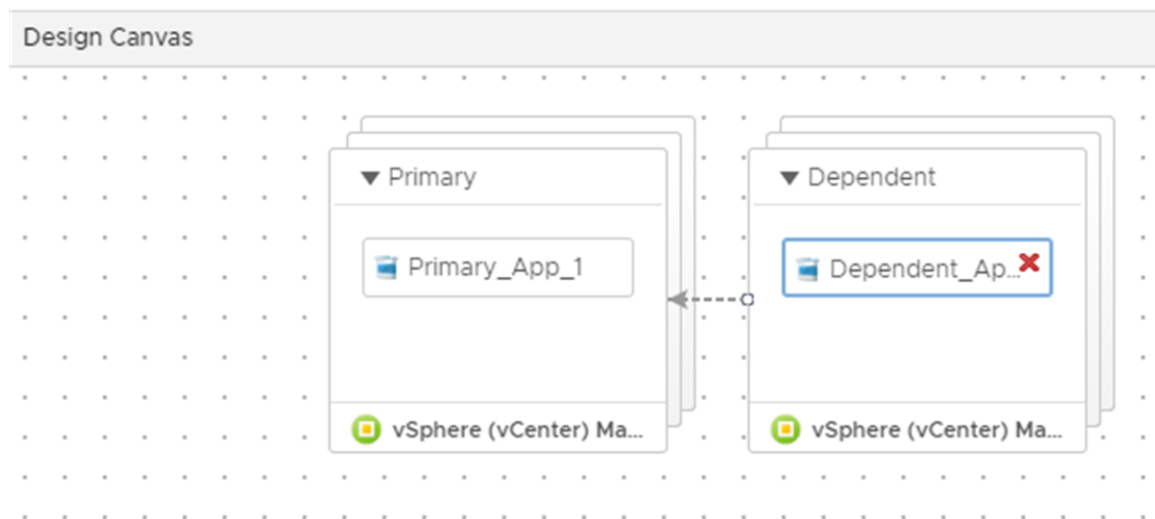 Design Canvas
Primary
Dependent
Primary_App_1
Dependent_Ap...
vSphere (vCenter) Ma...
vSphere (vCenter) Ma...